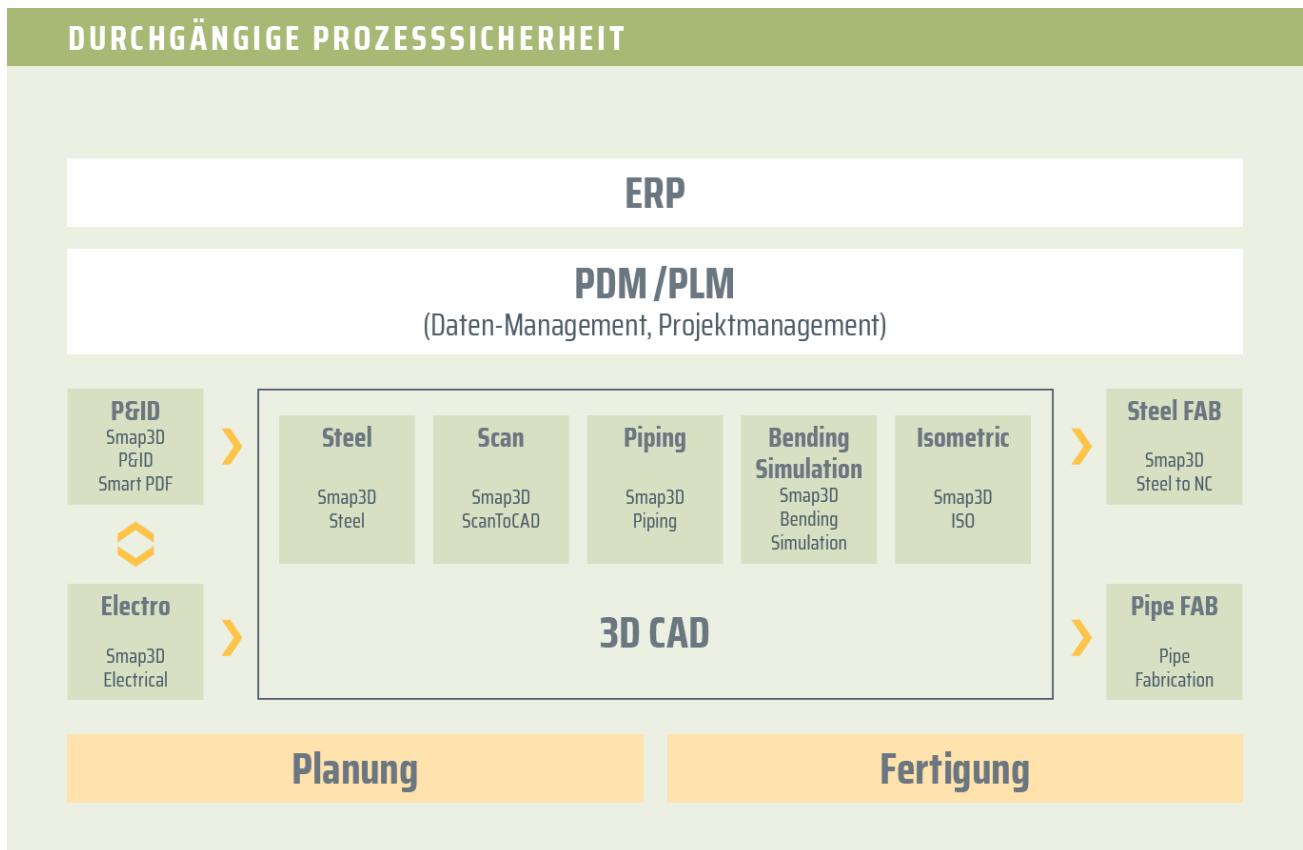 DURCHGÄNGIGE PROZESSSICHERHEIT
ERP
PDM /PLM
(Daten-Management, Projektmanagement)
P&ID
Smap3D
P&ID
Smart PDF
Electro
Smap3D
Electrical
Steel
Smap3D
Steel
Scan
Smap3D
ScanToCAD
Piping
Smap3D
Piping
Bending
Simulation
Smap3D
Bending
Simulation
Isometric
Smap3D
ISO
3D CAD
Steel FAB
Smap3D
Steel to NC
Pipe FAB
Pipe
Fabrication
Planung
Fertigung